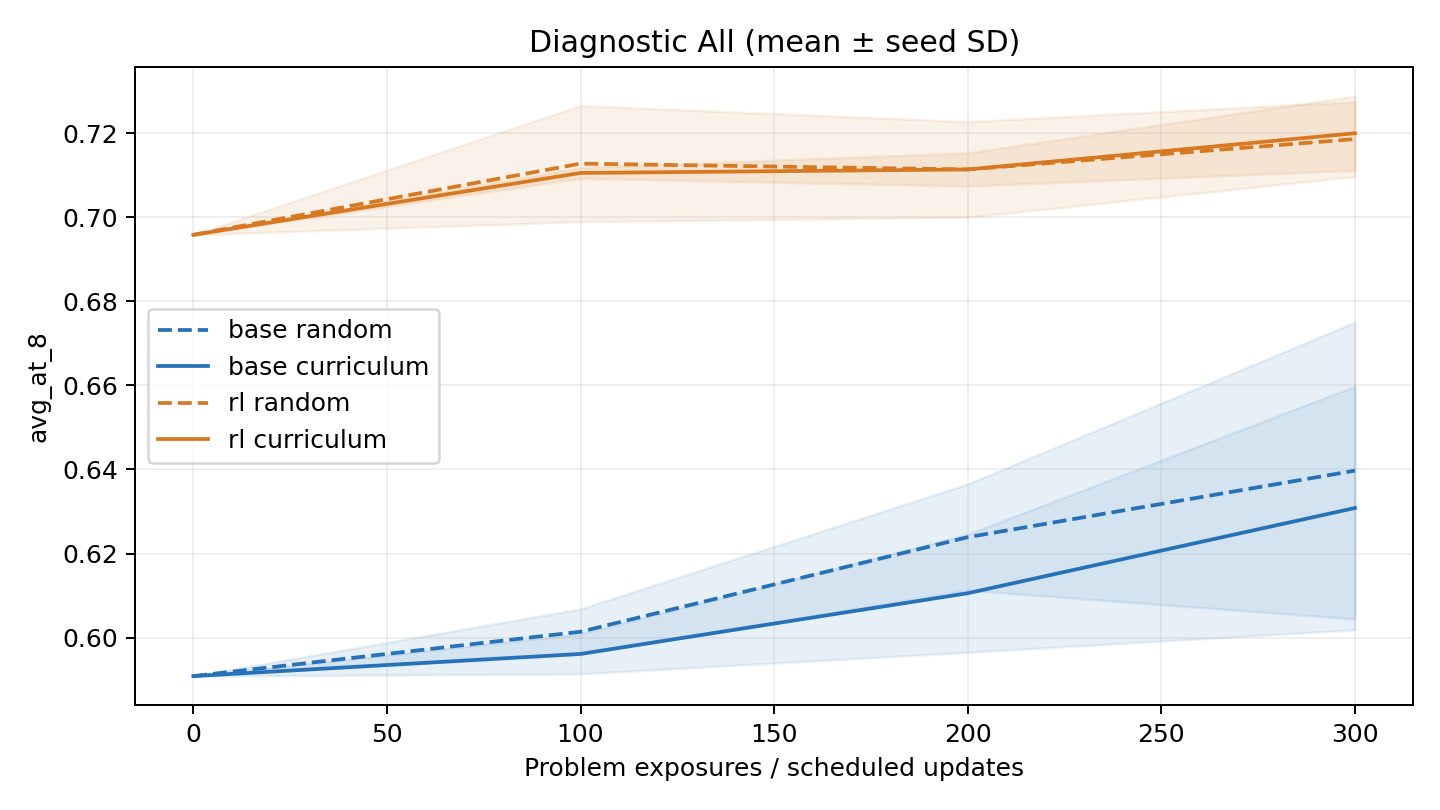 Diagnostic All (mean ± seed SD)
avg_at_8
0.72
0.70
0.68
0.66
0.64
0.62
0.60
base random
base curriculum
rl random
rl curriculum
0 50 100 150 200 250 300
Problem exposures / scheduled updates